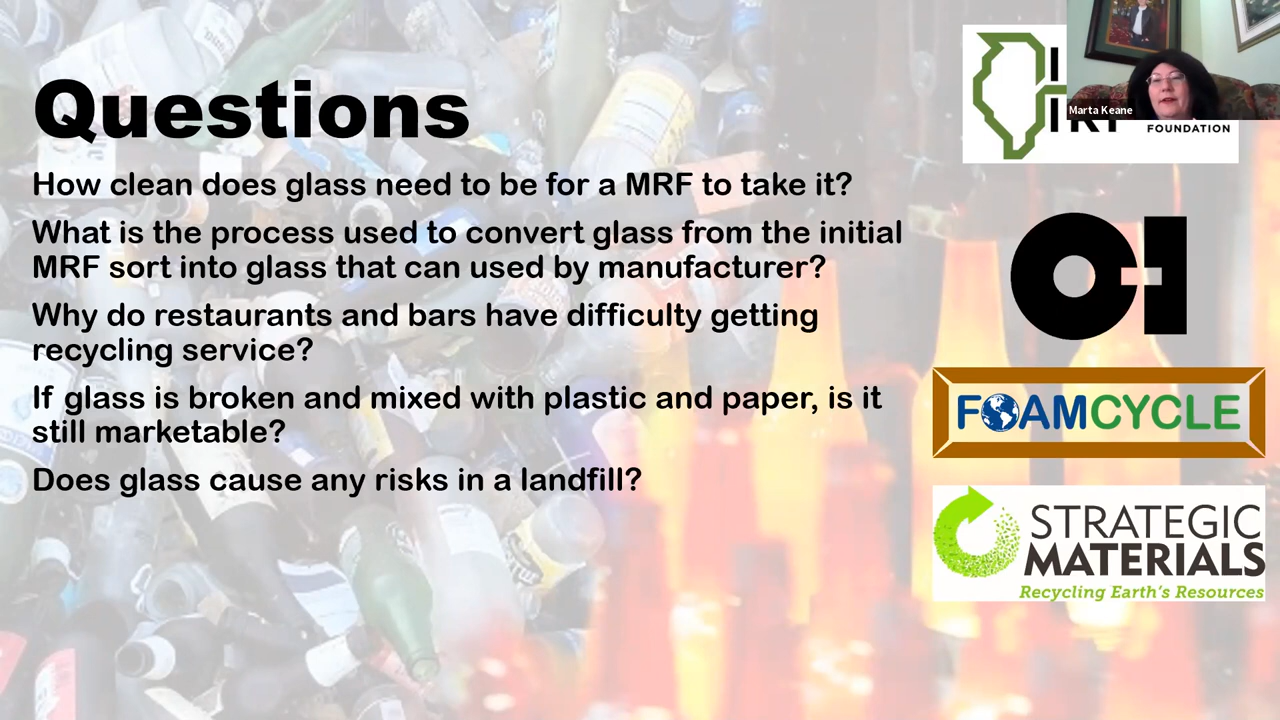 Questions
How clean does glass need to be for a MRF to take it?
What is the process used to convert glass from the initial
MRF sort into glass that can used by manufacturer?
Why do restaurants and bars have difficulty getting
recycling service?
If glass is broken and mixed with plastic and paper, is it
still marketable?
Does glass cause any risks in a landfill?
Marta Keane
FOUNDATION
FOAMCYCLE
STRATEGIC
MATERIALS
Recycling Earth's Resources